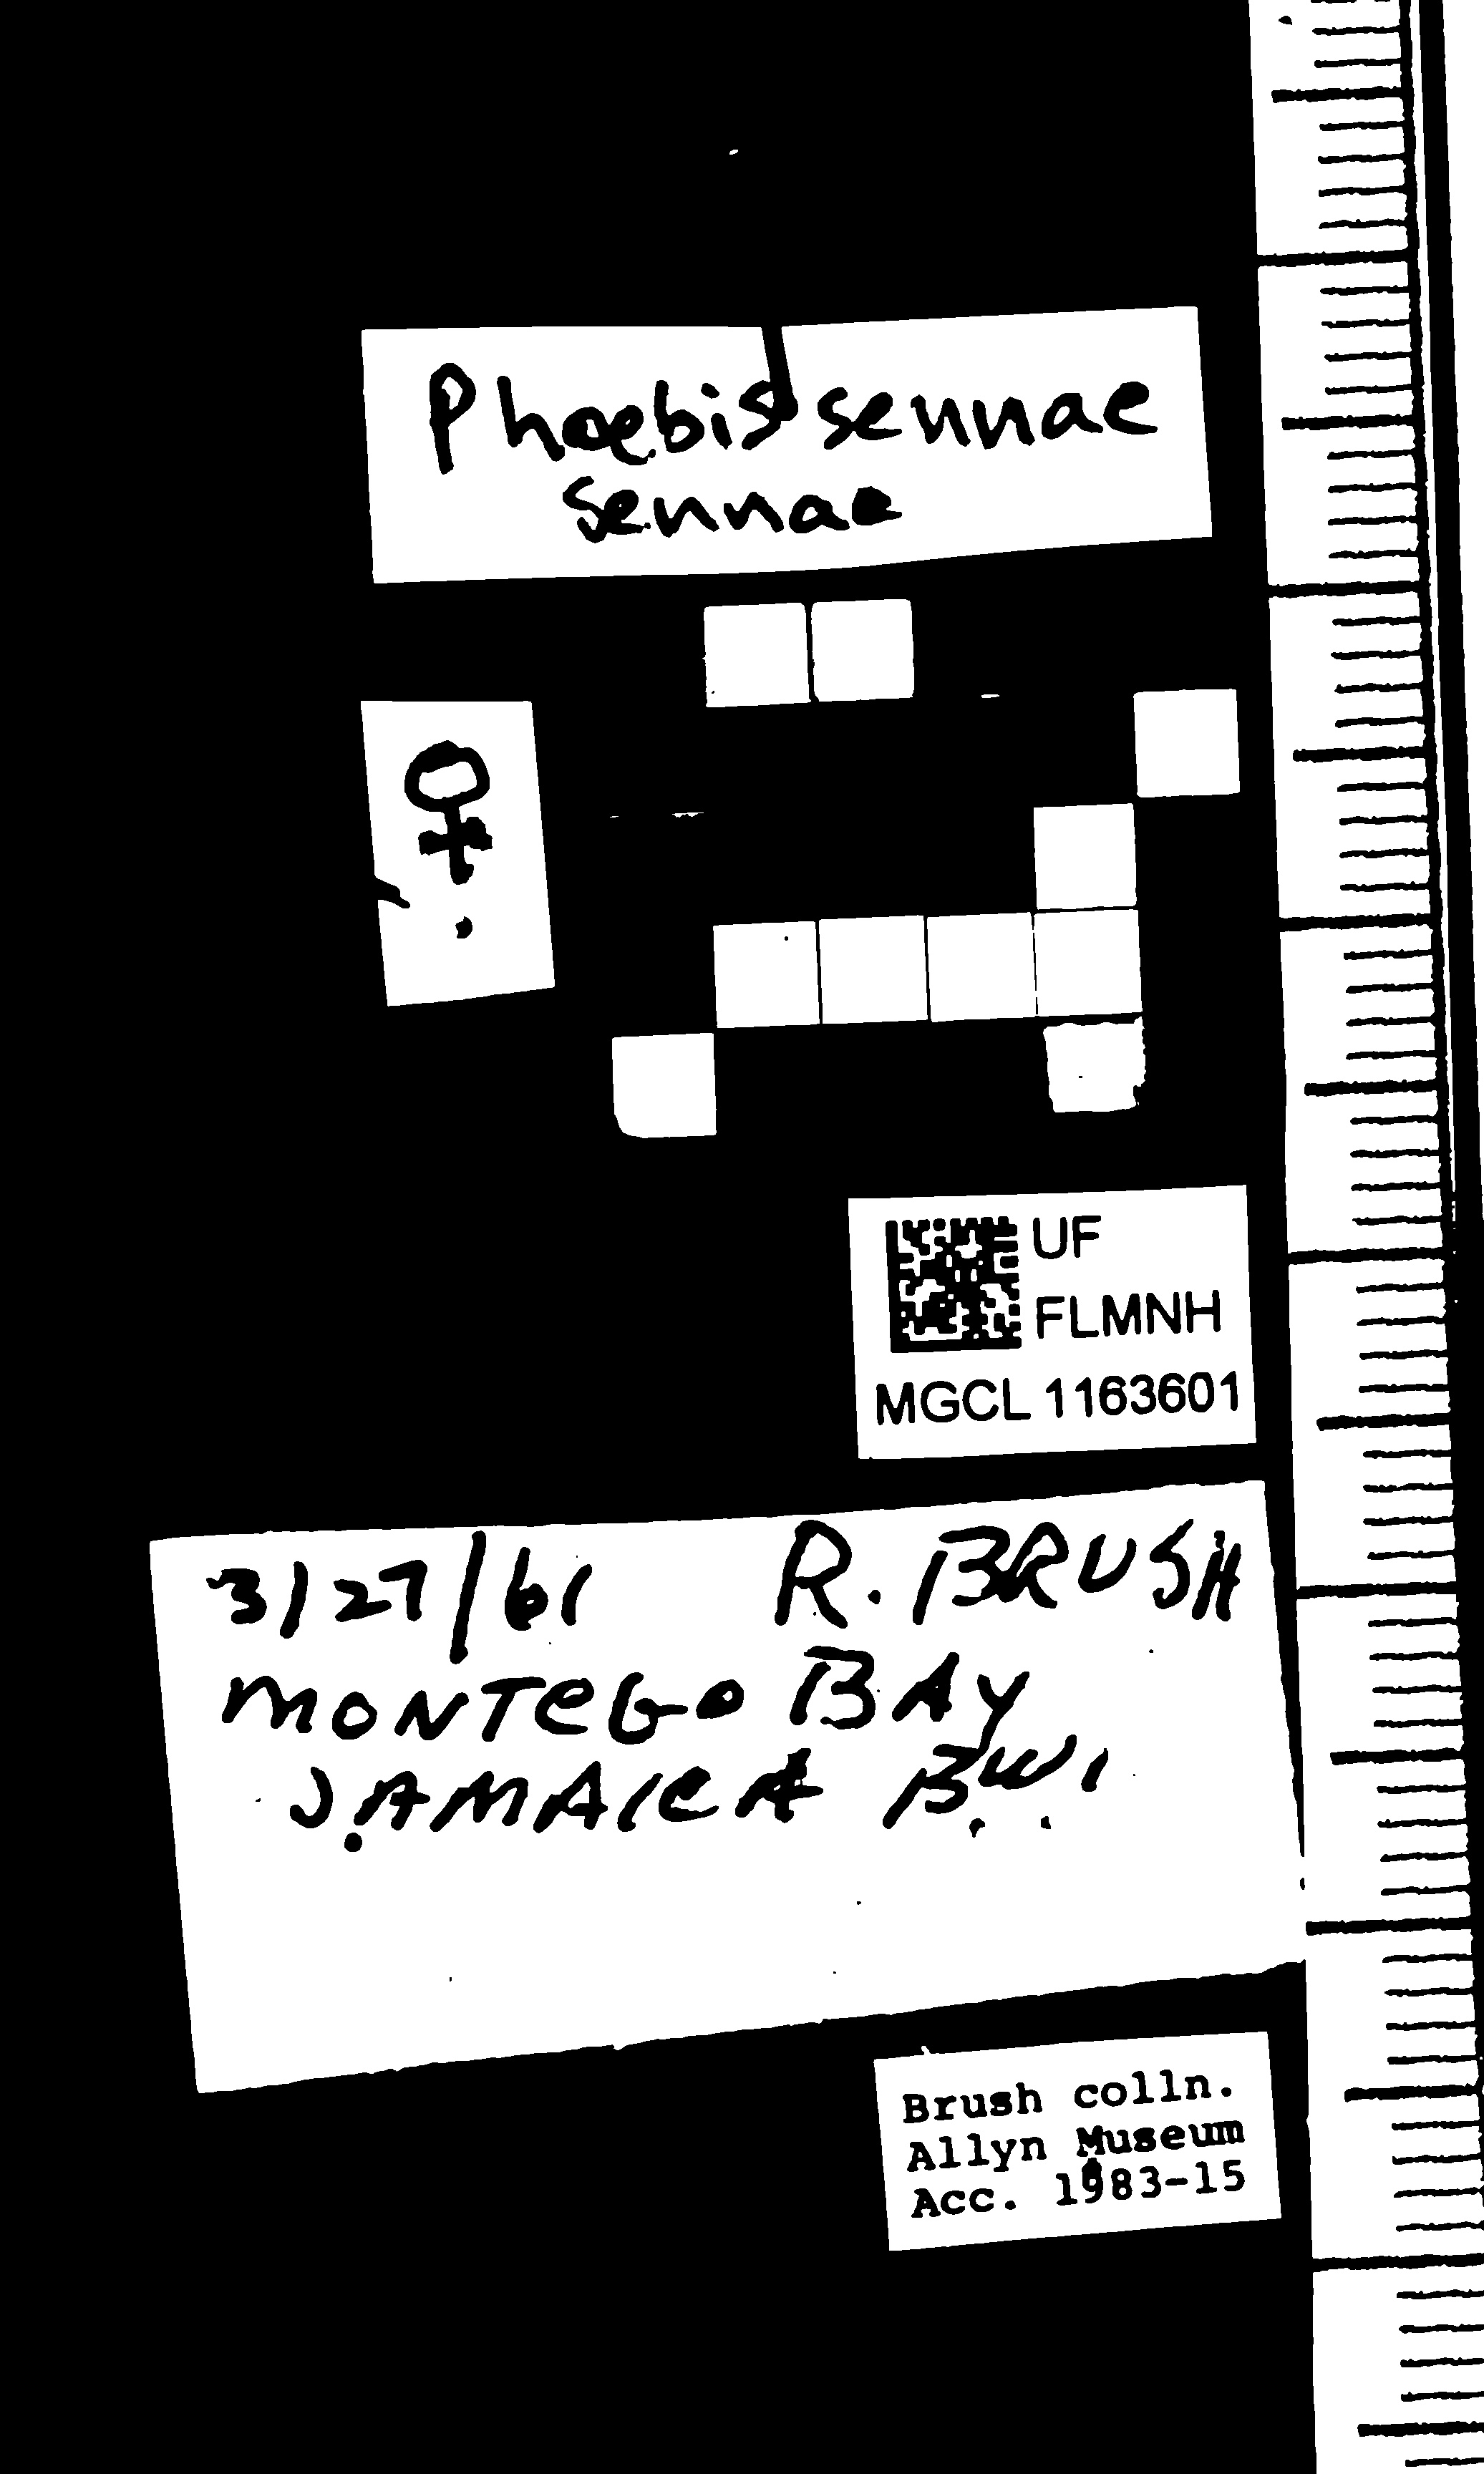 Phoebis sennae
sennae
♀
UF
FLMNH
MGCL 1163601
3/27/61 R. BRUSH
MONTEGO BAY
JAMAICA B.W.I
Brush colln.
Allyn Museum
Acc. 1983-15